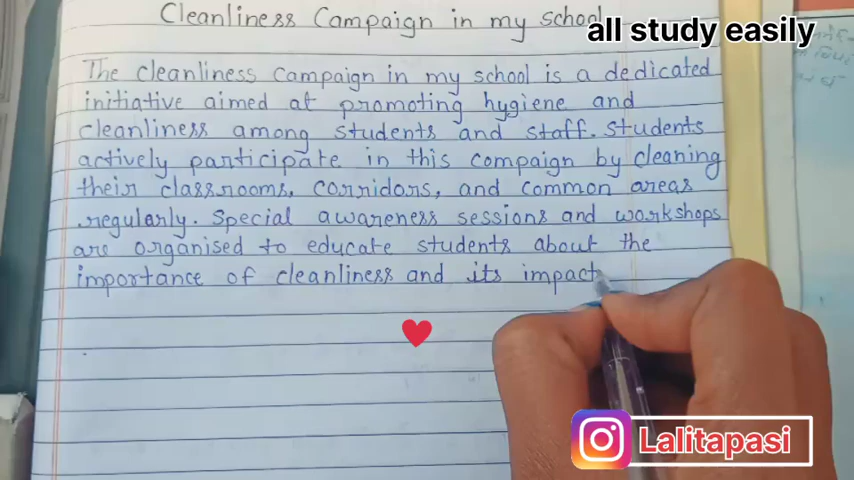 Cleanliness Campaign in my school
all study easily
The cleanliness campaign in my school is a dedicated
initiative aimed at promoting hygiene and
cleanliness among students and staff. Students
actively participate in this campaign by cleaning
their classrooms, corridors, and common areas
regularly. Special awareness sessions and workshops
are organised to educate students about the
importance of cleanliness and its impact
Lalitapasi